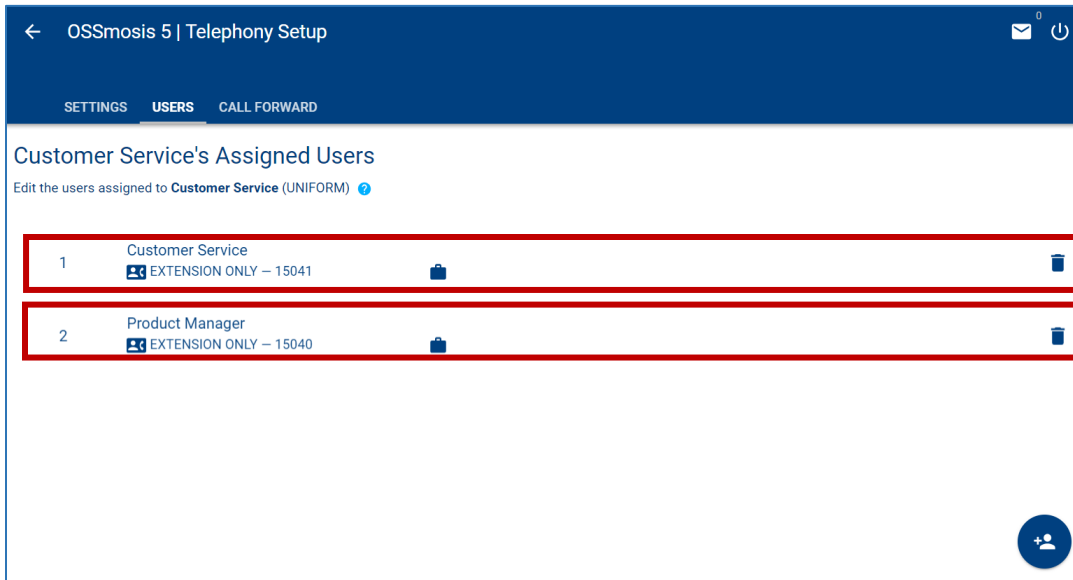 OSSmosis 5 | Telephony Setup
0
SETTINGS USERS CALL FORWARD
Customer Service's Assigned Users
Edit the users assigned to Customer Service (UNIFORM) ?
1
Customer Service
EXTENSION ONLY – 15041
2
Product Manager
EXTENSION ONLY – 15040